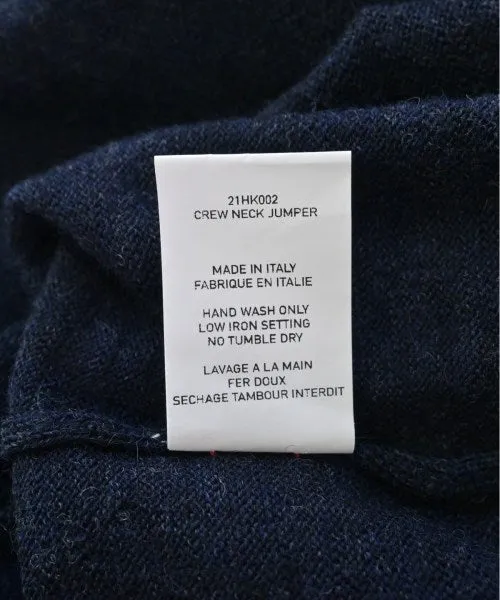 21HK002
CREW NECK JUMPER
MADE IN ITALY
FABRIQUE EN ITALIE
HAND WASH ONLY
LOW IRON SETTING
NO TUMBLE DRY
LAVAGE A LA MAIN
FER DOUX
SECHAGE TAMBOUR INTERDIT